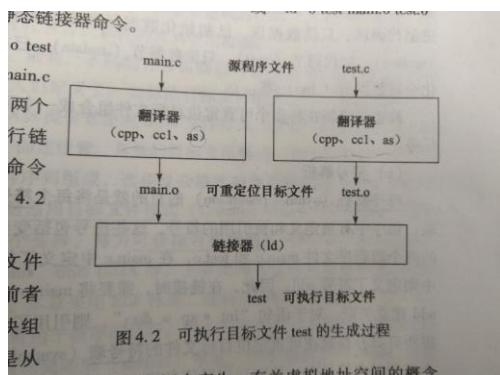 静态链接器命令。
o test
main.c
两个
行链
命令
4.2
文件
前者
块组
是从
main.c 源程序文件 test.c
翻译器 翻译器
(cpp、cc1、as) (cpp、cc1、as)
main.o 可重定位目标文件 test.o
链接器(ld)
test 可执行目标文件
图4.2 可执行目标文件 test 的生成过程